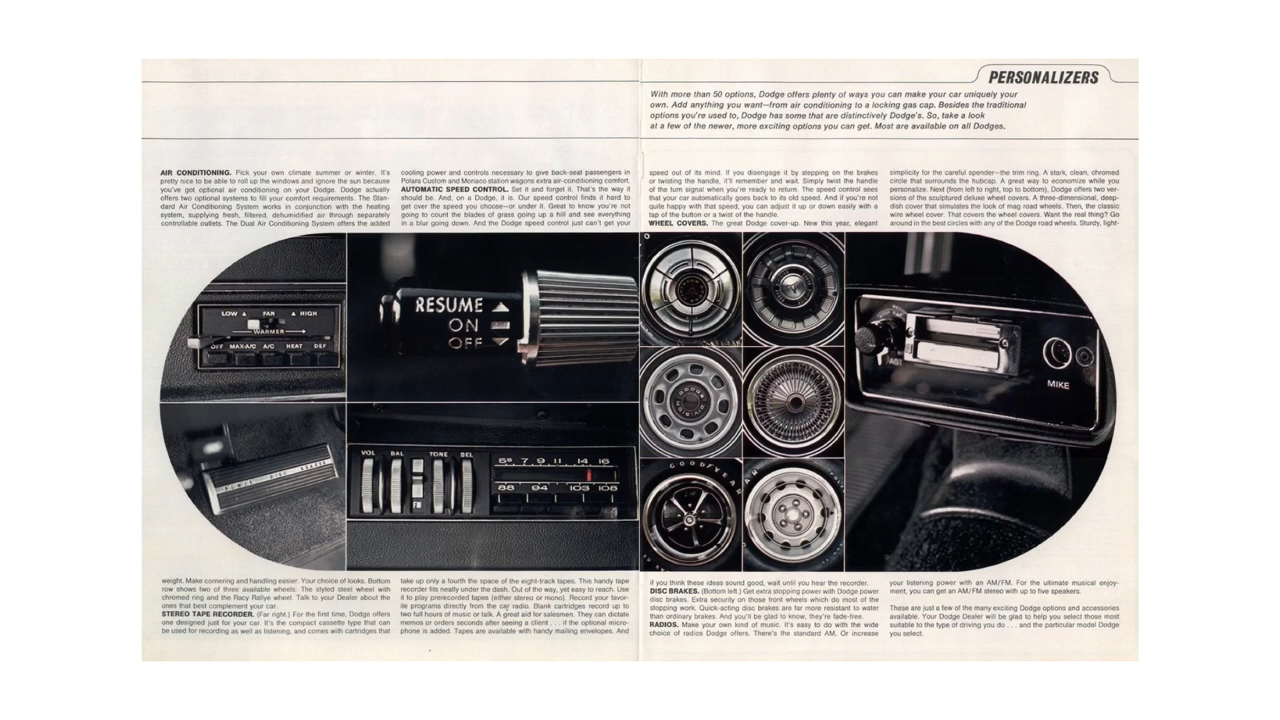 PERSONALIZERS
With more than 50 options, Dodge offers plenty of ways you can make your car uniquely your
own. Add anything you want—from air conditioning to a locking gas cap. Besides the traditional
options you're used to, Dodge has some that are distinctively Dodge's. So, take a look
at a few of the newer, more exciting options you can get. Most are available on all Dodges.
AIR CONDITIONING. Pick your own climate summer or winter. It's
pretty nice to be able to roll up the windows and ignore the sun because
you've got optional air conditioning on your Dodge. Dodge actually
offers two optional systems to fill your comfort requirements. The Stan-
dard Air Conditioning System works in conjunction with the heating
system, supplying fresh, filtered, dehumidified air through separately
controllable outlets. The Dual Air Conditioning System offers the added
cooling power and controls necessary to give back-seat passengers in
Polara Custom and Monaco station wagons extra air-conditioning comfort.
AUTOMATIC SPEED CONTROL. Set it and forget it. That's the way it
should be. And, on a Dodge, it is. Our speed control finds it hard to
get over the speed you choose—or under it. Great to know you're not
going to count the blades of grass going up a hill and see everything
in a blur going down. And the Dodge speed control just can't get your
speed out of its mind. If you disengage it by stepping on the brakes
or twisting the handle, it'll remember and wait. Simply twist the handle
of the turn signal when you're ready to return. The speed control sees
that your car automatically goes back to its old speed. And if you're not
quite happy with that speed, you can adjust it up or down easily with a
tap of the button or a twist of the handle.
WHEEL COVERS. The great Dodge cover-up. New this year, elegant
simplicity for the careful spender—the trim ring. A stark, clean, chromed
circle that surrounds the hubcap. A great way to economize while you
personalize. Next (from left to right, top to bottom), Dodge offers two ver-
sions of the sculptured deluxe wheel covers. A three-dimensional, deep-
dish cover that simulates the look of mag road wheels. Then, the classic
wire wheel cover. That covers the wheel covers. Want the real thing? Go
around in the best circles with any of the Dodge road wheels. Sturdy, light-
LOW FAN HIGH
WARMER
OFF MAX-A/C A/C HEAT DEF
RESUME
ON
OFF
POWER DISC BRAKES
VOL BAL TONE SEL
FM
5⁵ 7 9 11 14 16
88 94 103 108
DODGE DIVISION
GOODYEAR
MIKE
weight. Make cornering and handling easier. Your choice of looks. Bottom
row shows two of three available wheels: The styled steel wheel with
chromed ring and the Racy Rallye wheel. Talk to your Dealer about the
ones that best complement your car.
STEREO TAPE RECORDER. (Far right.) For the first time, Dodge offers
one designed just for your car. It's the compact cassette type that can
be used for recording as well as listening, and comes with cartridges that
take up only a fourth the space of the eight-track tapes. This handy tape
recorder fits neatly under the dash. Out of the way, yet easy to reach. Use
it to play prerecorded tapes (either stereo or mono). Record your favor-
ite programs directly from the car radio. Blank cartridges record up to
two full hours of music or talk. A great aid for salesmen. They can dictate
memos or orders seconds after seeing a client . . . if the optional micro-
phone is added. Tapes are available with handy mailing envelopes. And
if you think these ideas sound good, wait until you hear the recorder.
DISC BRAKES. (Bottom left.) Get extra stopping power with Dodge power
disc brakes. Extra security on those front wheels which do most of the
stopping work. Quick-acting disc brakes are far more resistant to water
than ordinary brakes. And you'll be glad to know, they're fade-free.
RADIOS. Make your own kind of music. It's easy to do with the wide
choice of radios Dodge offers. There's the standard AM. Or increase
your listening power with an AM/FM. For the ultimate musical enjoy-
ment, you can get an AM/FM stereo with up to five speakers.
These are just a few of the many exciting Dodge options and accessories
available. Your Dodge Dealer will be glad to help you select those most
suitable to the type of driving you do . . . and the particular model Dodge
you select.